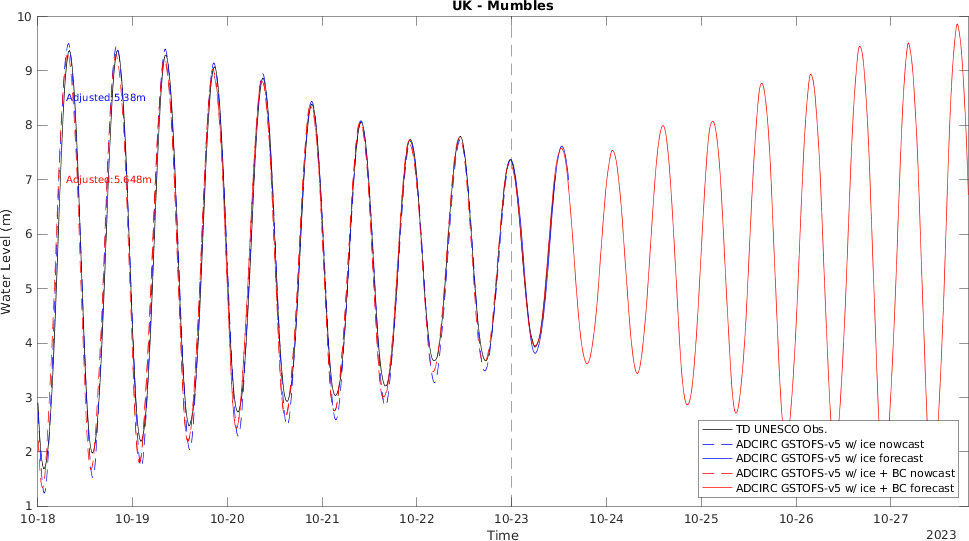 UK - Mumbles
10
9
8
7
6
5
4
3
2
1
Water Level (m)
Adjusted:5.38m
Adjusted:5.648m
TD UNESCO Obs.
ADCIRC GSTOFS-v5 w/ ice nowcast
ADCIRC GSTOFS-v5 w/ ice forecast
ADCIRC GSTOFS-v5 w/ ice + BC nowcast
ADCIRC GSTOFS-v5 w/ ice + BC forecast
10-18 10-19 10-20 10-21 10-22 10-23 10-24 10-25 10-26 10-27
Time
2023